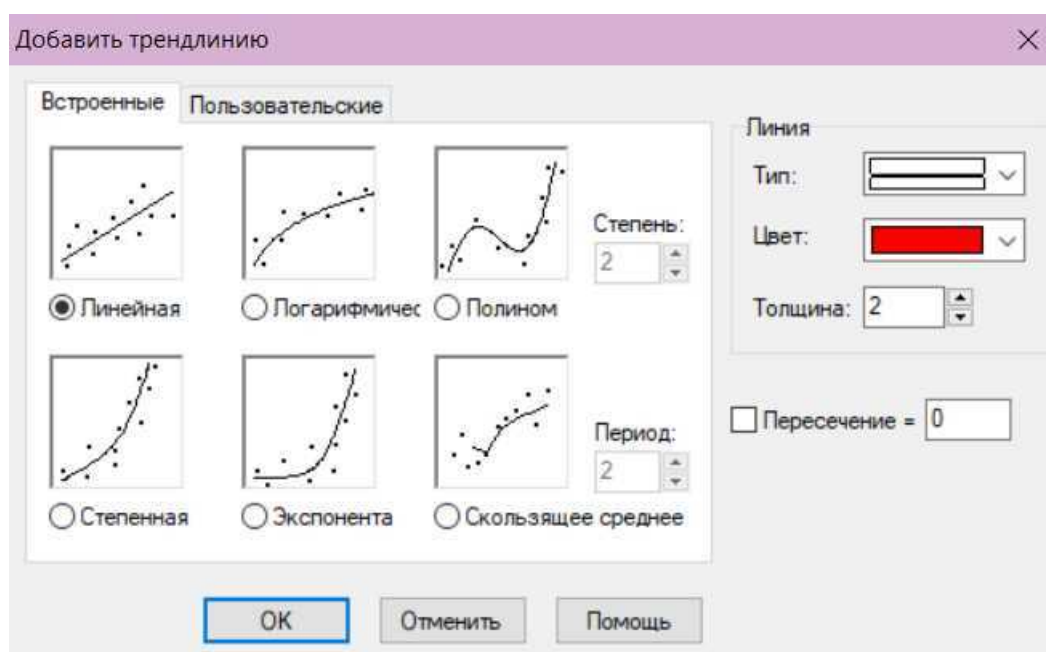 Добавить трендлинию
Встроенные Пользовательские
Степень:
2
Линейная Логарифмичес Полином
Период:
2
Степенная Экспонента Скользящее среднее
Линия
Тип:
Цвет:
Толщина: 2
Пересечение = 0
OK Отменить Помощь